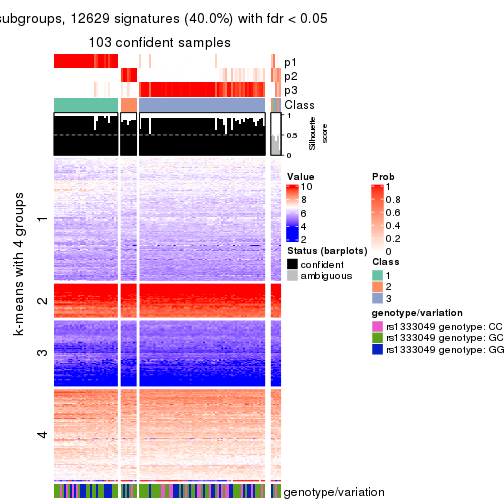 subgroups, 12629 signatures (40.0%) with fdr < 0.05
103 confident samples
p1
p2
p3
Class
1
0.5
0
Silhouette
score
k-means with 4 groups
1
2
3
4
genotype/variation
Value
10
8
6
4
2
Status (barplots)
confident
ambiguous
Prob
1
0.8
0.6
0.4
0.2
0
Class
1
2
3
genotype/variation
rs1333049 genotype: CC
rs1333049 genotype: GC
rs1333049 genotype: GG